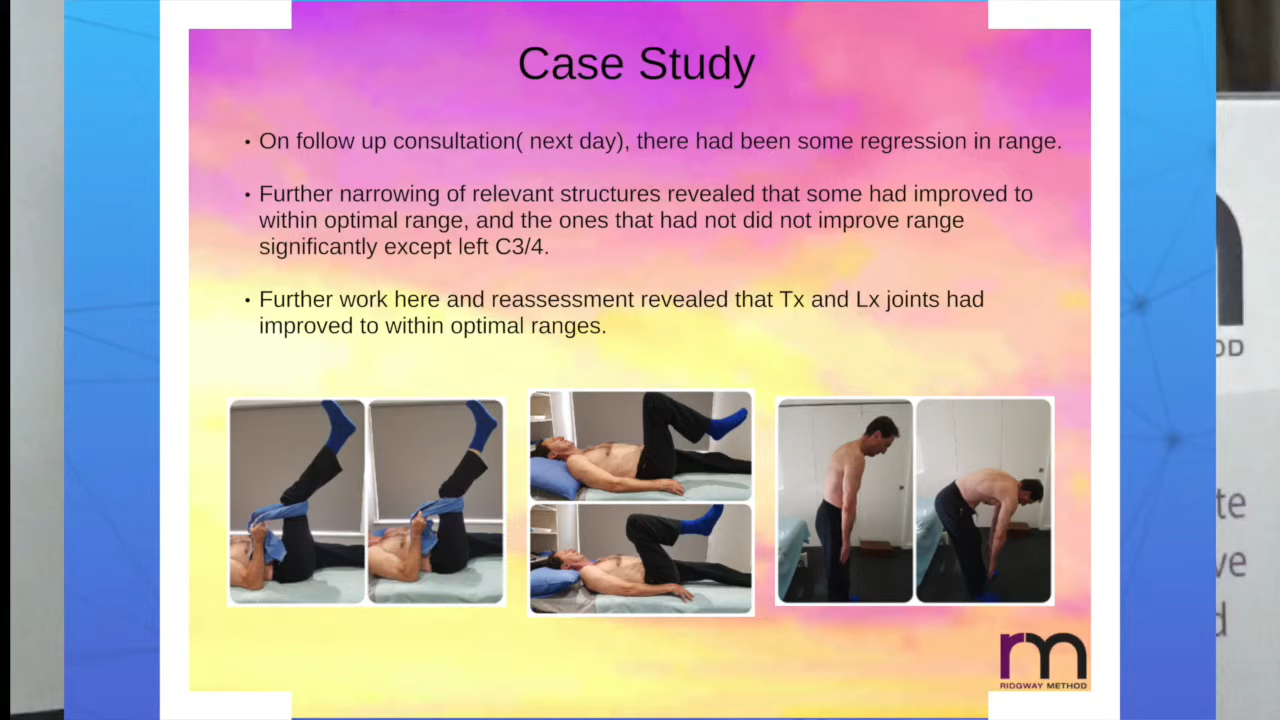 Case Study
• On follow up consultation( next day), there had been some regression in range.
• Further narrowing of relevant structures revealed that some had improved to
within optimal range, and the ones that had not did not improve range
significantly except left C3/4.
• Further work here and reassessment revealed that Tx and Lx joints had
improved to within optimal ranges.
rm
RIDGWAY METHOD